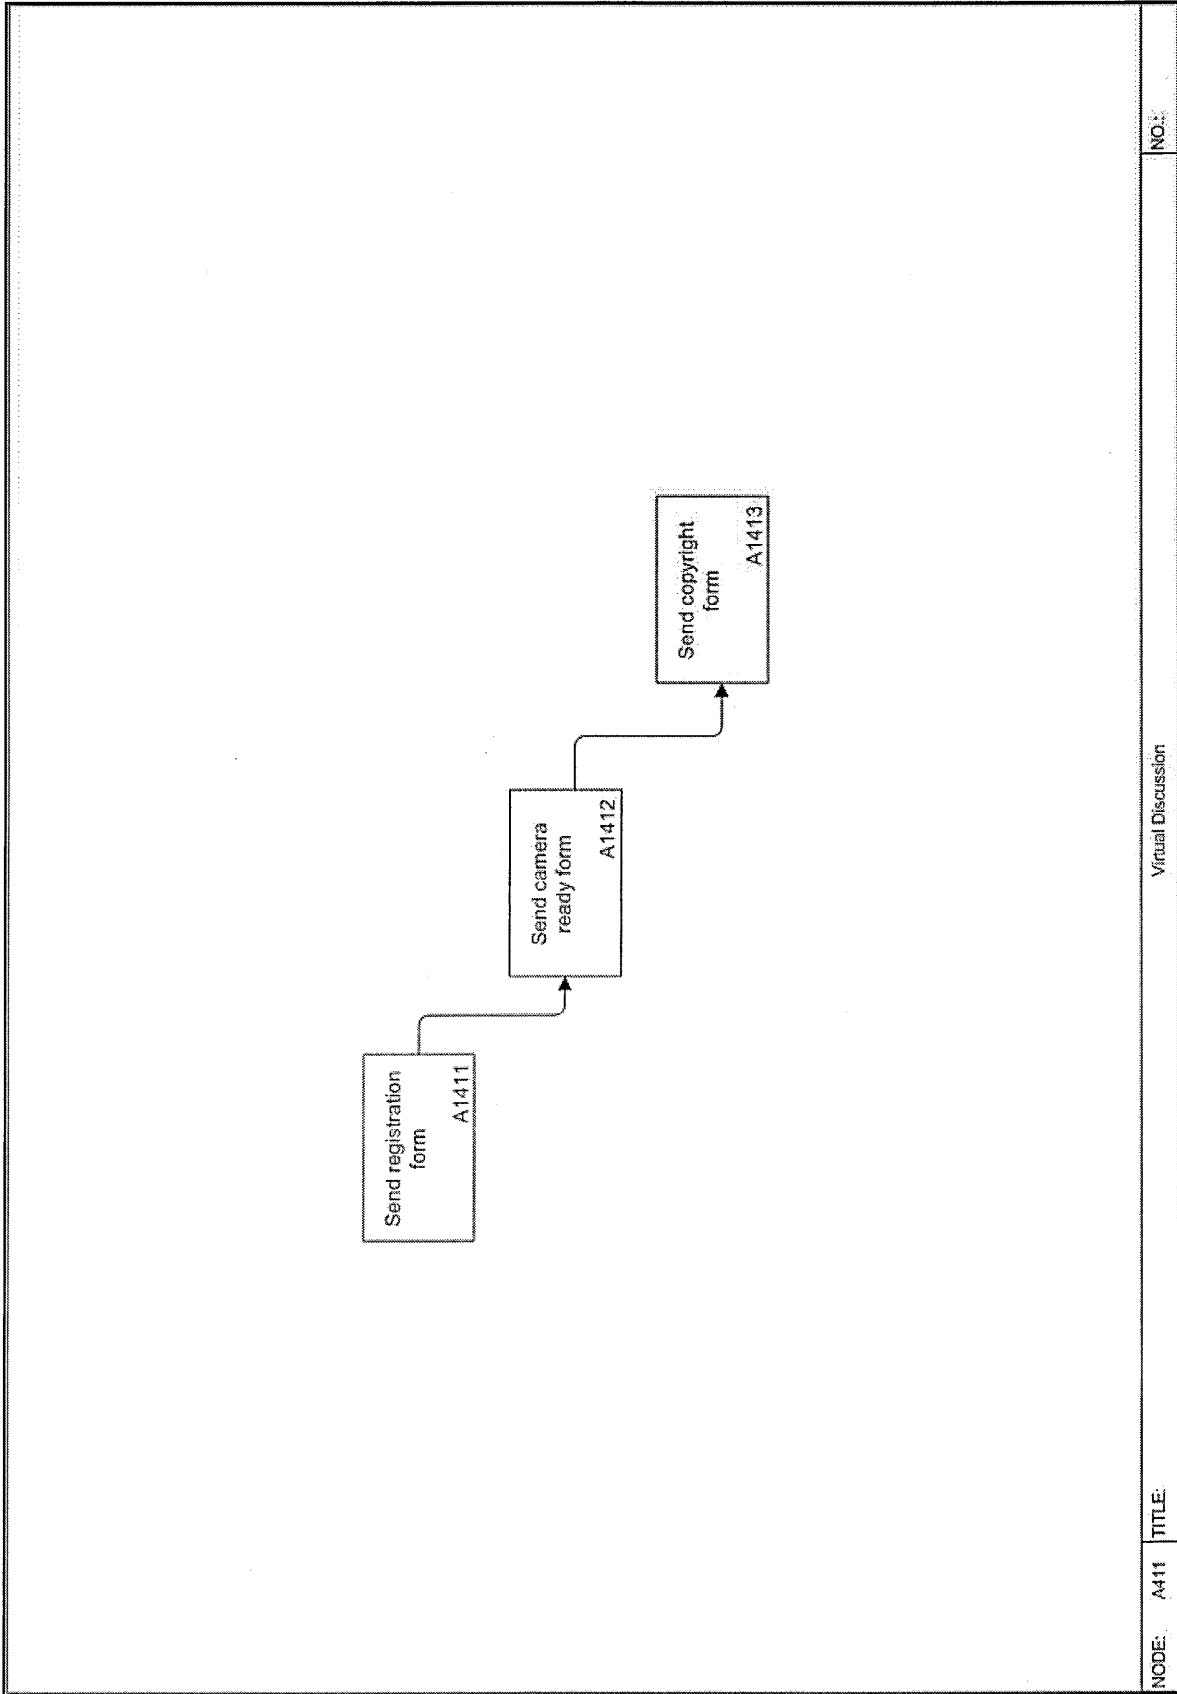 Send registration
form
A1411
Send camera
ready form
A1412
Send copyright
form
A1413
NODE: A411 TITLE: Virtual Discussion NO.: